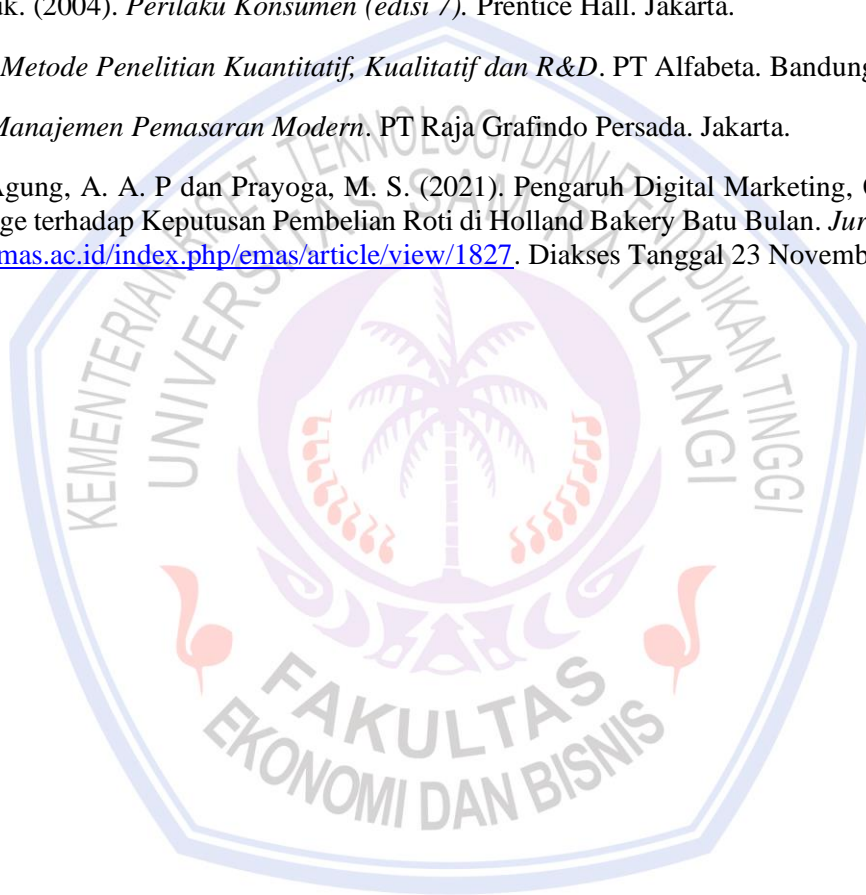 uk. (2004). Perilaku Konsumen (edisi 7). Prentice Hall. Jakarta.
Metode Penelitian Kuantitatif, Kualitatif dan R&D. PT Alfabeta. Bandung
Manajemen Pemasaran Modern. PT Raja Grafindo Persada. Jakarta.
Agung, A. A. P dan Prayoga, M. S. (2021). Pengaruh Digital Marketing,
ge terhadap Keputusan Pembelian Roti di Holland Bakery Batu Bulan. Jur
mas.ac.id/index.php/emas/article/view/1827. Diakses Tanggal 23 Novemb
KEMENTERIAN RISET TEKNOLOGI DAN PENDIDIKAN TINGGI
UNIVERSITAS SAM RATULANGI
FAKULTAS
EKONOMI DAN BISNIS